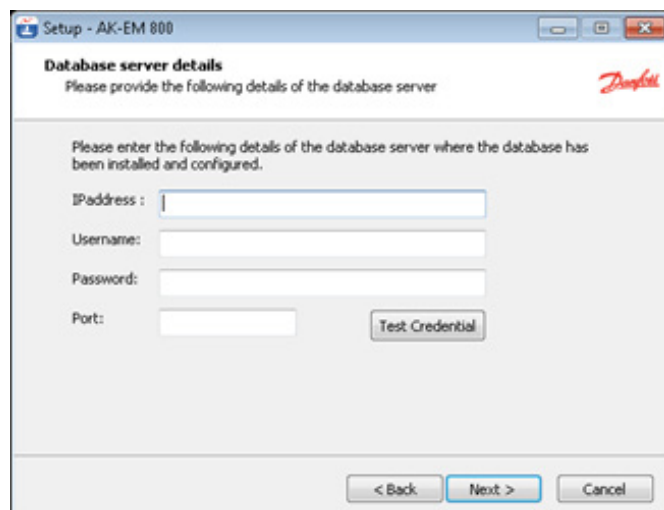 Setup - AK-EM 800
Database server details
Please provide the following details of the database server
Danfoss
Please enter the following details of the database server where the database has
been installed and configured.
IPaddress :
Username:
Password:
Port:
Test Credential
< Back
Next >
Cancel